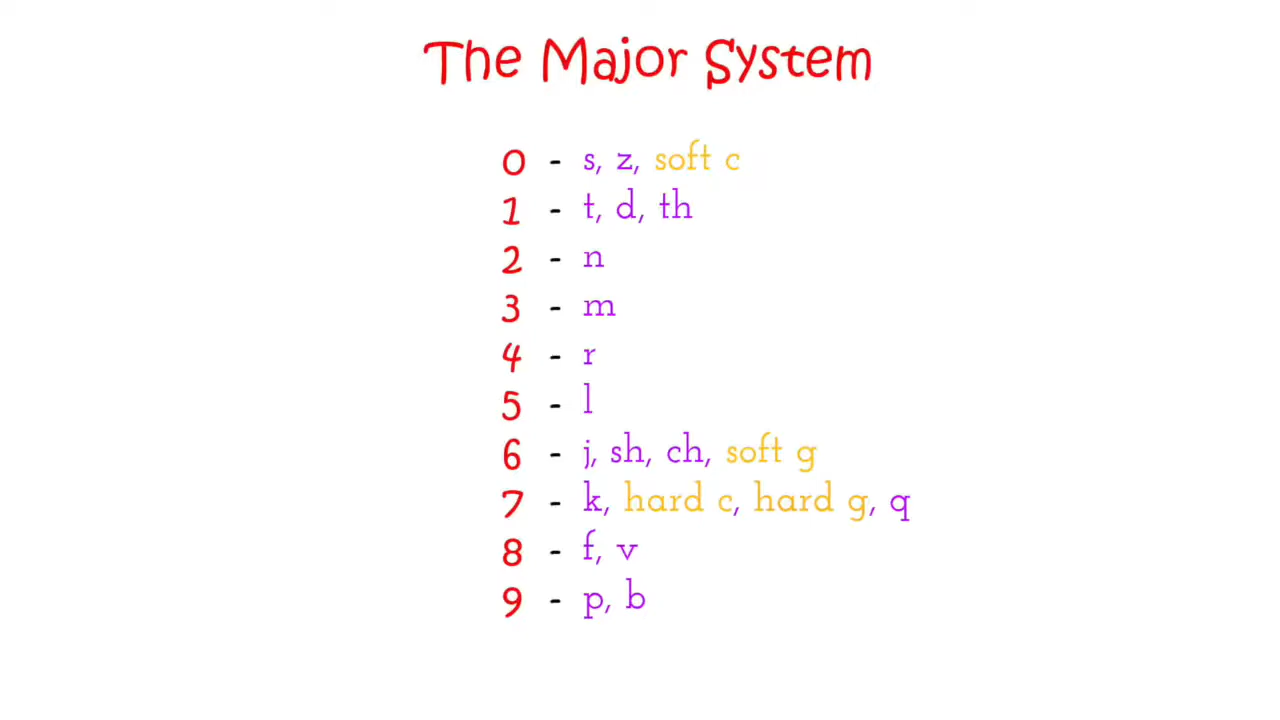 The Major System
0 - s, z, soft c
1 - t, d, th
2 - n
3 - m
4 - r
5 - l
6 - j, sh, ch, soft g
7 - k, hard c, hard g, q
8 - f, v
9 - p, b